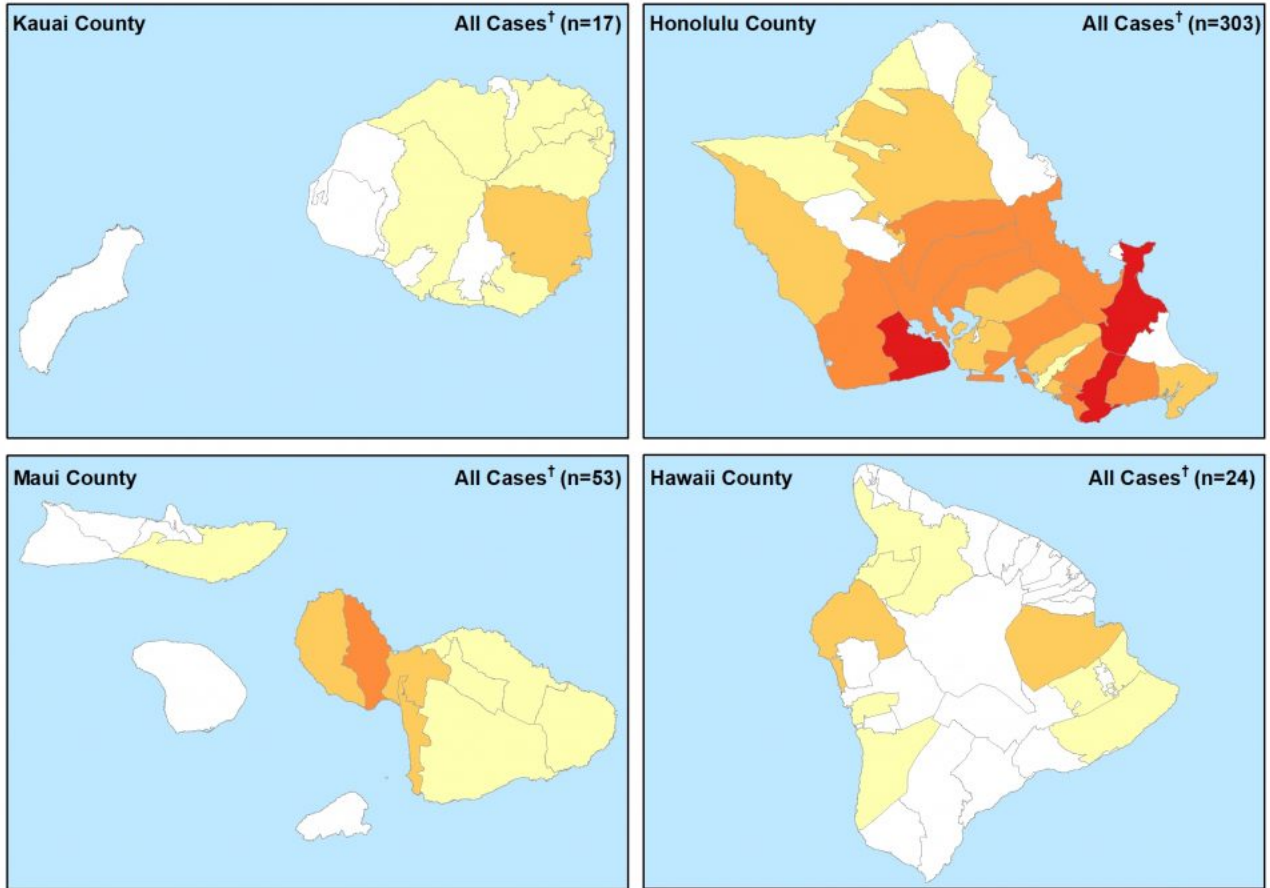 Kauai County All Cases† (n=17)
Honolulu County All Cases† (n=303)
Maui County All Cases† (n=53)
Hawaii County All Cases† (n=24)